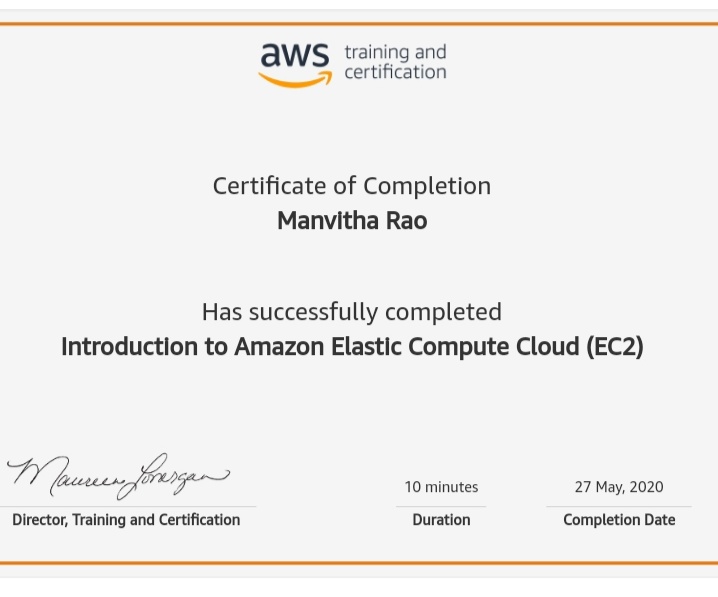 aws training and
certification
Certificate of Completion
Manvitha Rao
Has successfully completed
Introduction to Amazon Elastic Compute Cloud (EC2)
Maureen Lonergan
10 minutes
27 May, 2020
Director, Training and Certification
Duration
Completion Date